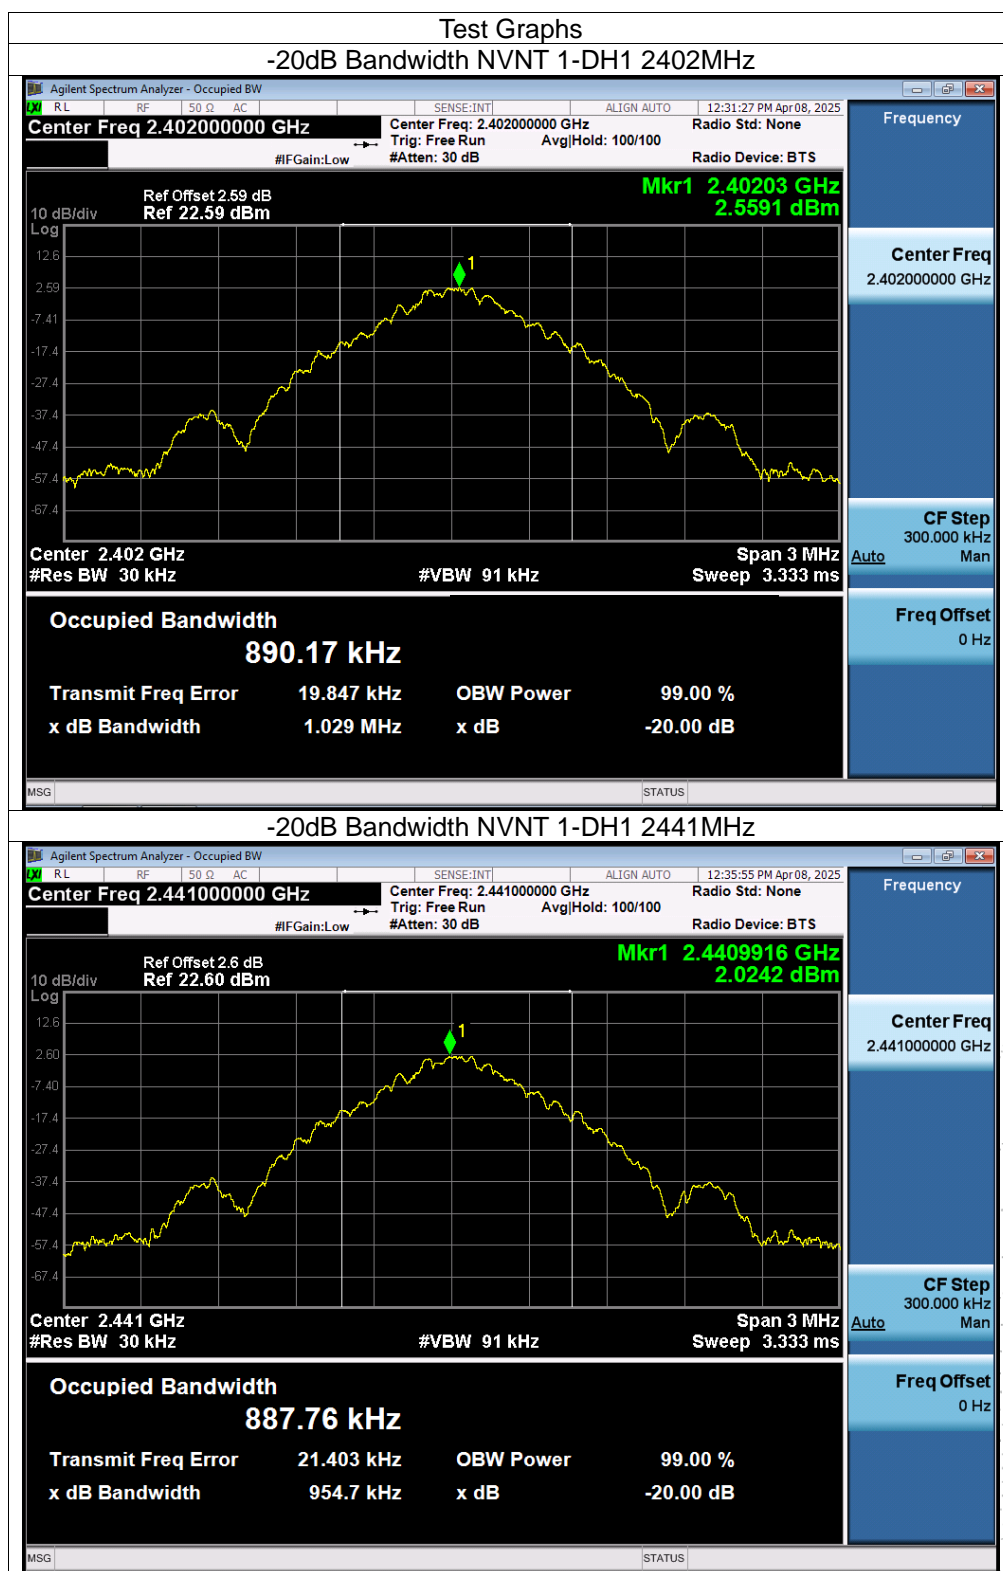 Test Graphs
-20dB Bandwidth NVNT 1-DH1 2402MHz
Agilent Spectrum Analyzer - Occupied BW
LXI RL RF 50 Ω AC SENSE:INT ALIGN AUTO 12:31:27 PM Apr 08, 2025
Center Freq 2.402000000 GHz
Center Freq: 2.402000000 GHz
Radio Std: None
Trig: Free Run Avg|Hold: 100/100
#IFGain:Low
#Atten: 30 dB
Radio Device: BTS
Frequency
Ref Offset 2.59 dB
Mkr1 2.40203 GHz
10 dB/div Ref 22.59 dBm
2.5591 dBm
Log
12.6
2.59
-7.41
-17.4
-27.4
-37.4
-47.4
-57.4
-67.4
1
Center 2.402 GHz
Span 3 MHz
#Res BW 30 kHz
#VBW 91 kHz
Sweep 3.333 ms
Center Freq
2.402000000 GHz
CF Step
300.000 kHz
Auto Man
Freq Offset
0 Hz
Occupied Bandwidth
890.17 kHz
Transmit Freq Error 19.847 kHz OBW Power 99.00 %
x dB Bandwidth 1.029 MHz x dB -20.00 dB
MSG STATUS
-20dB Bandwidth NVNT 1-DH1 2441MHz
Agilent Spectrum Analyzer - Occupied BW
LXI RL RF 50 Ω AC SENSE:INT ALIGN AUTO 12:35:55 PM Apr 08, 2025
Center Freq 2.441000000 GHz
Center Freq: 2.441000000 GHz
Radio Std: None
Trig: Free Run Avg|Hold: 100/100
#IFGain:Low
#Atten: 30 dB
Radio Device: BTS
Frequency
Ref Offset 2.6 dB
Mkr1 2.4409916 GHz
10 dB/div Ref 22.60 dBm
2.0242 dBm
Log
12.6
2.60
-7.40
-17.4
-27.4
-37.4
-47.4
-57.4
-67.4
1
Center 2.441 GHz
Span 3 MHz
#Res BW 30 kHz
#VBW 91 kHz
Sweep 3.333 ms
Center Freq
2.441000000 GHz
CF Step
300.000 kHz
Auto Man
Freq Offset
0 Hz
Occupied Bandwidth
887.76 kHz
Transmit Freq Error 21.403 kHz OBW Power 99.00 %
x dB Bandwidth 954.7 kHz x dB -20.00 dB
MSG STATUS